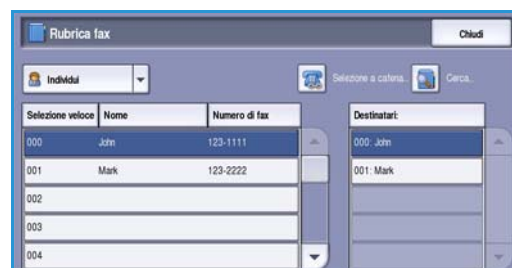 Rubrica fax
Chiudi
Individui
Selezione a catena...
Cerca...
Selezione veloce Nome Numero di fax
000 John 123-1111
001 Mark 123-2222
002
003
004
Destinatari:
000: John
001: Mark